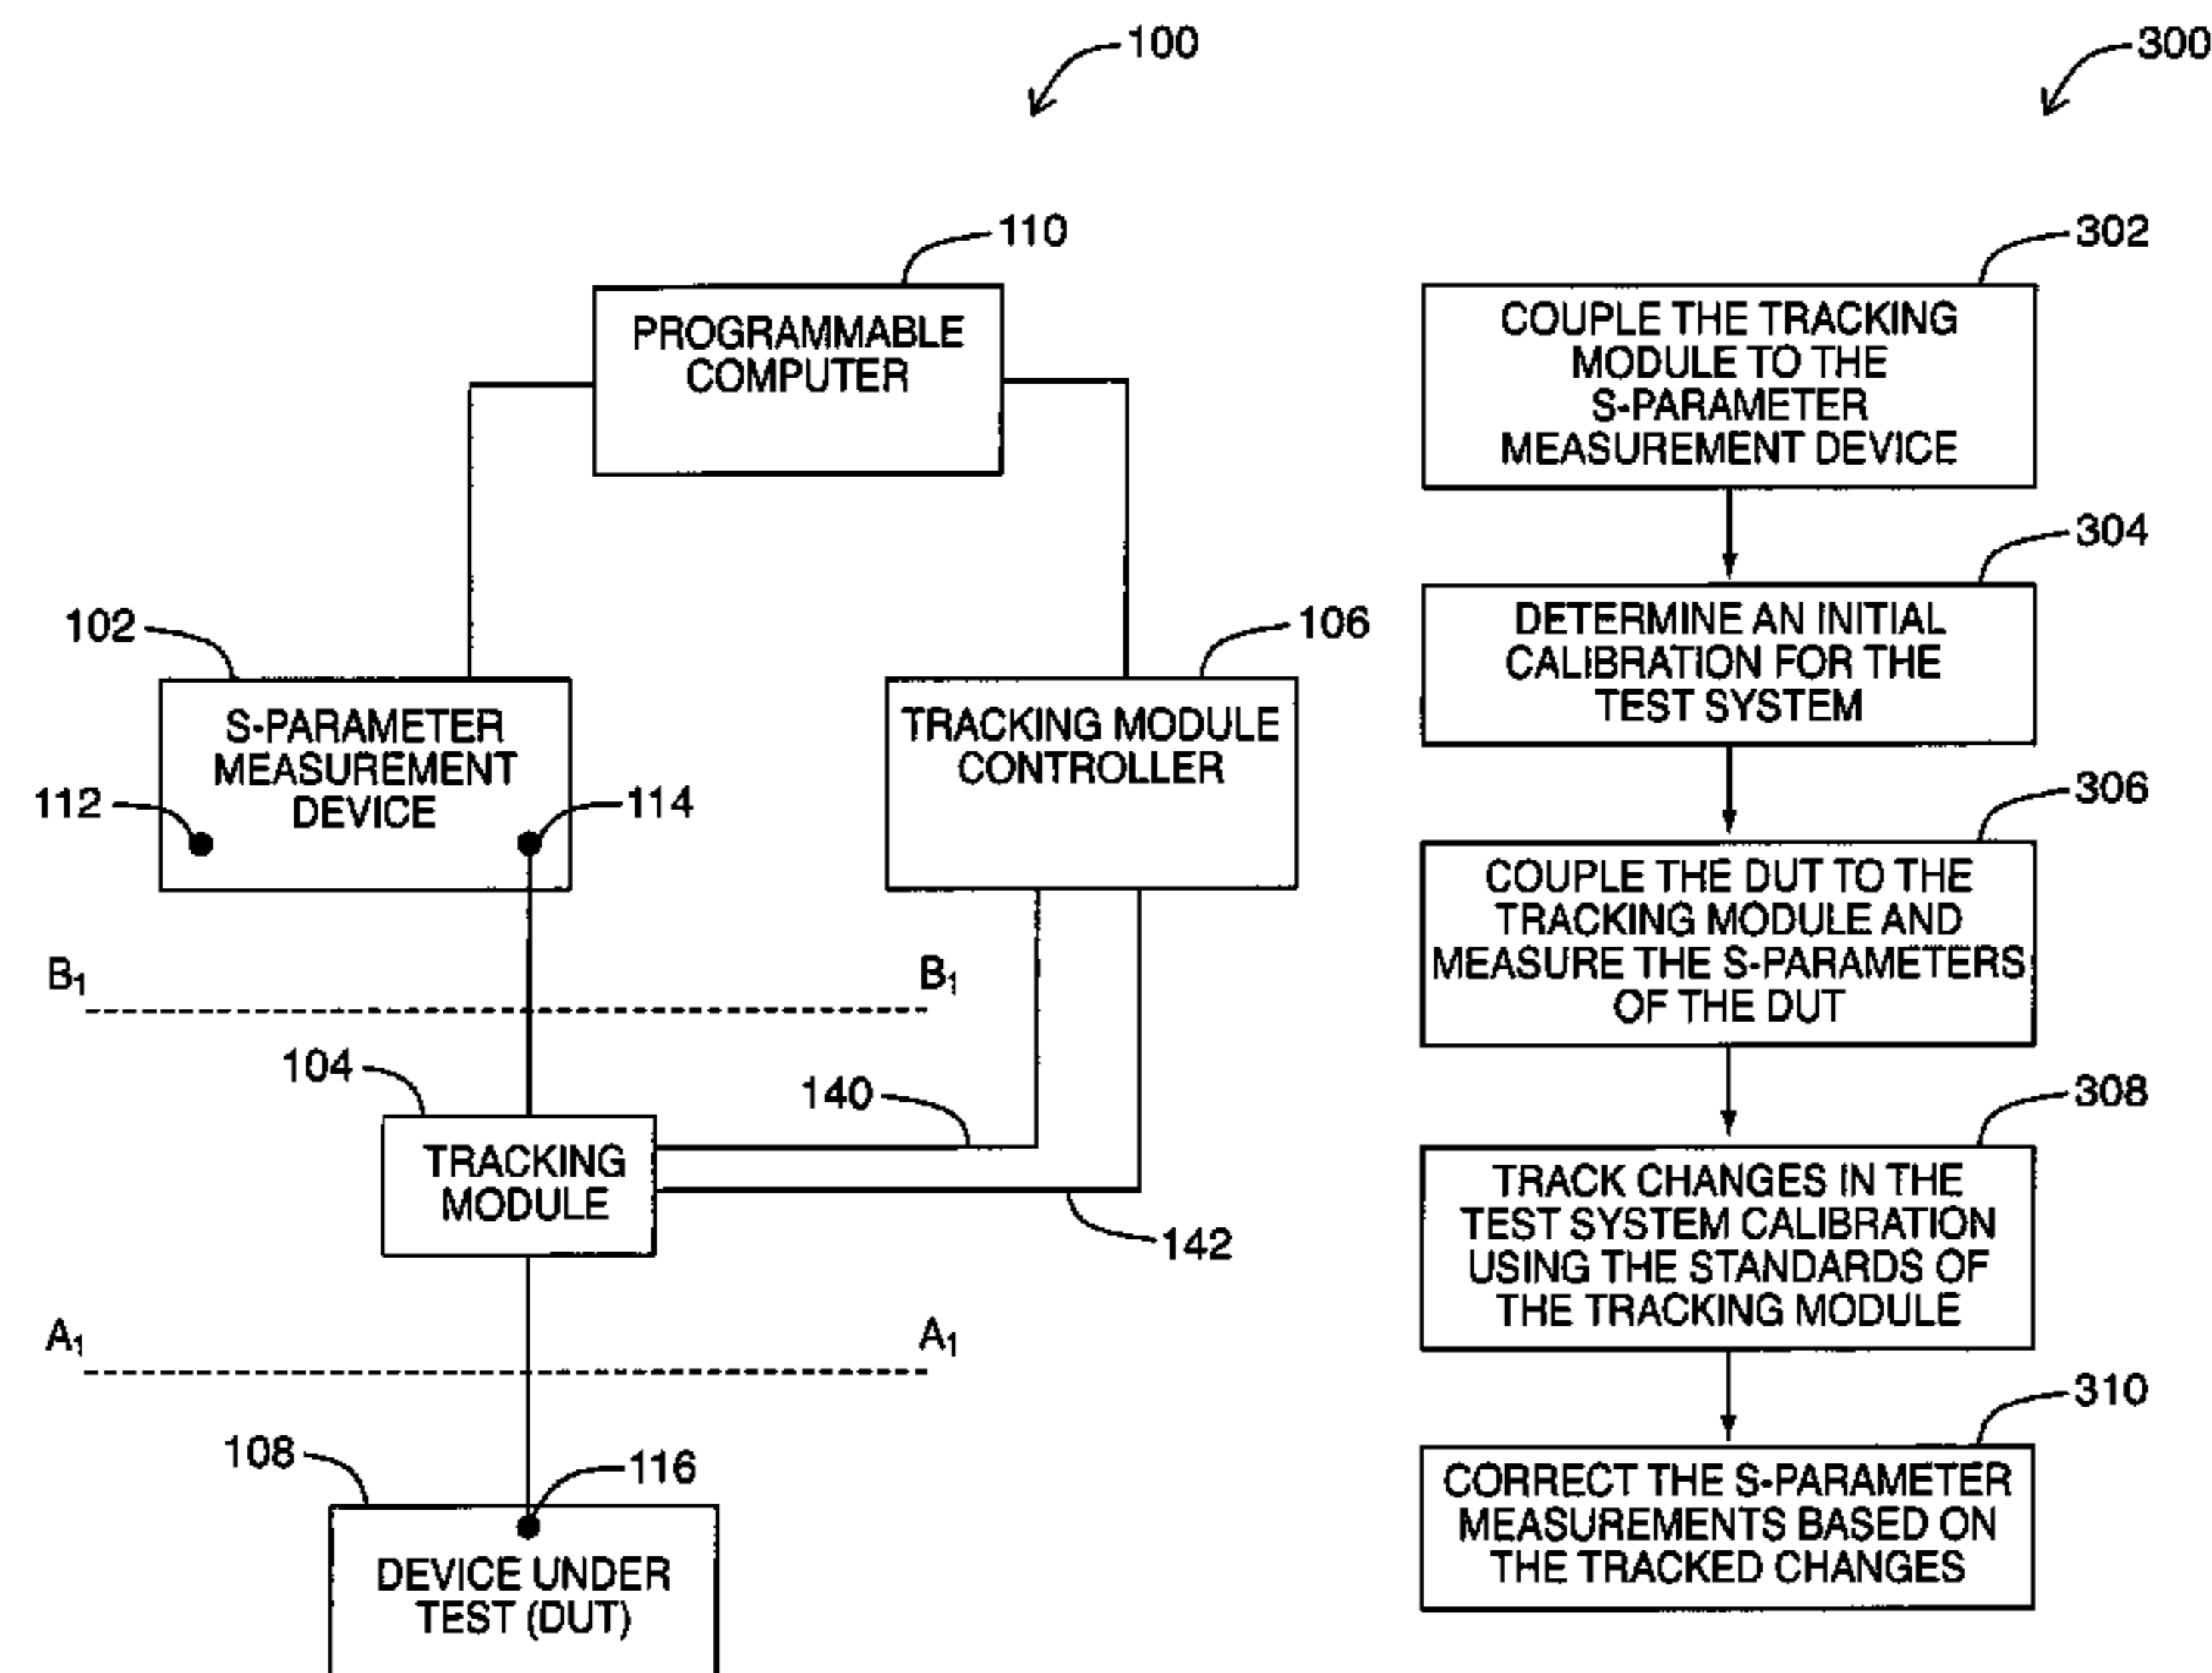 100
110
PROGRAMMABLE
COMPUTER
102
106
S-PARAMETER
MEASUREMENT
DEVICE
112
114
TRACKING MODULE
CONTROLLER
B₁
B₁
104
140
TRACKING
MODULE
142
A₁
A₁
108
116
DEVICE UNDER
TEST (DUT)
300
302
COUPLE THE TRACKING
MODULE TO THE
S-PARAMETER
MEASUREMENT DEVICE
304
DETERMINE AN INITIAL
CALIBRATION FOR THE
TEST SYSTEM
306
COUPLE THE DUT TO THE
TRACKING MODULE AND
MEASURE THE S-PARAMETERS
OF THE DUT
308
TRACK CHANGES IN THE
TEST SYSTEM CALIBRATION
USING THE STANDARDS OF
THE TRACKING MODULE
310
CORRECT THE S-PARAMETER
MEASUREMENTS BASED ON
THE TRACKED CHANGES